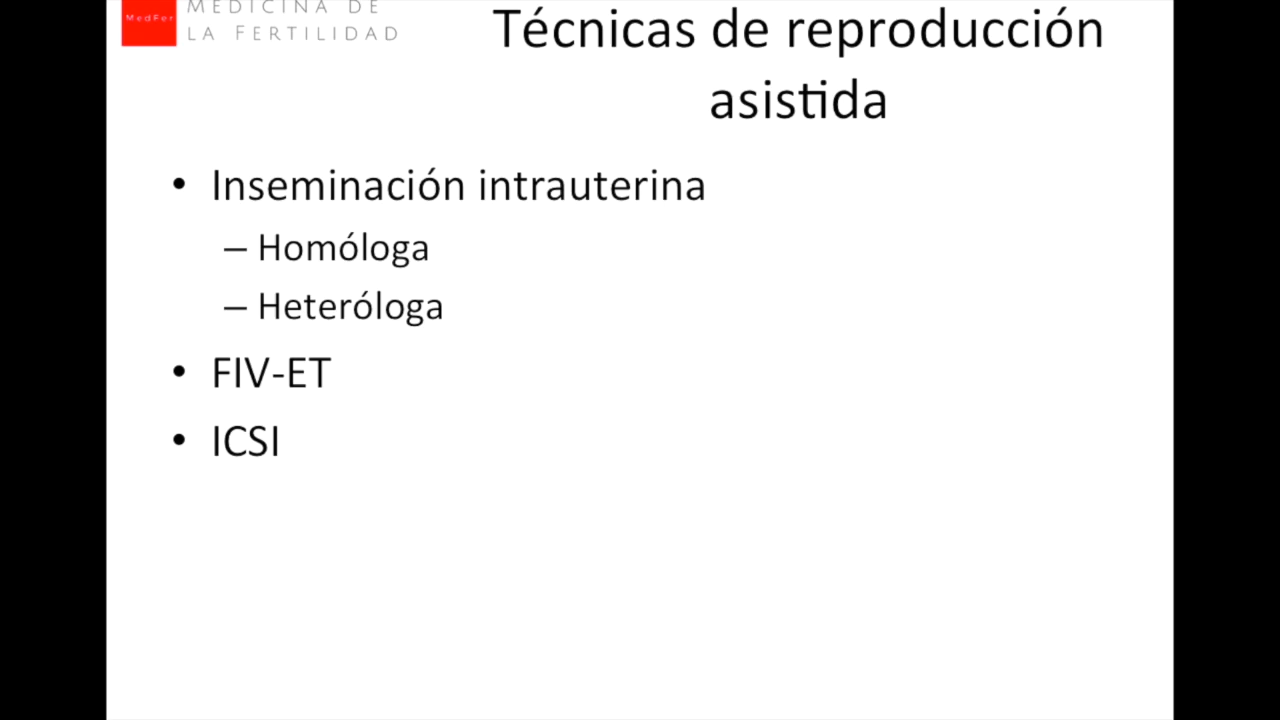 MedFer
MEDICINA DE
LA FERTILIDAD
Técnicas de reproducción
asistida
• Inseminación intrauterina
– Homóloga
– Heteróloga
• FIV-ET
• ICSI